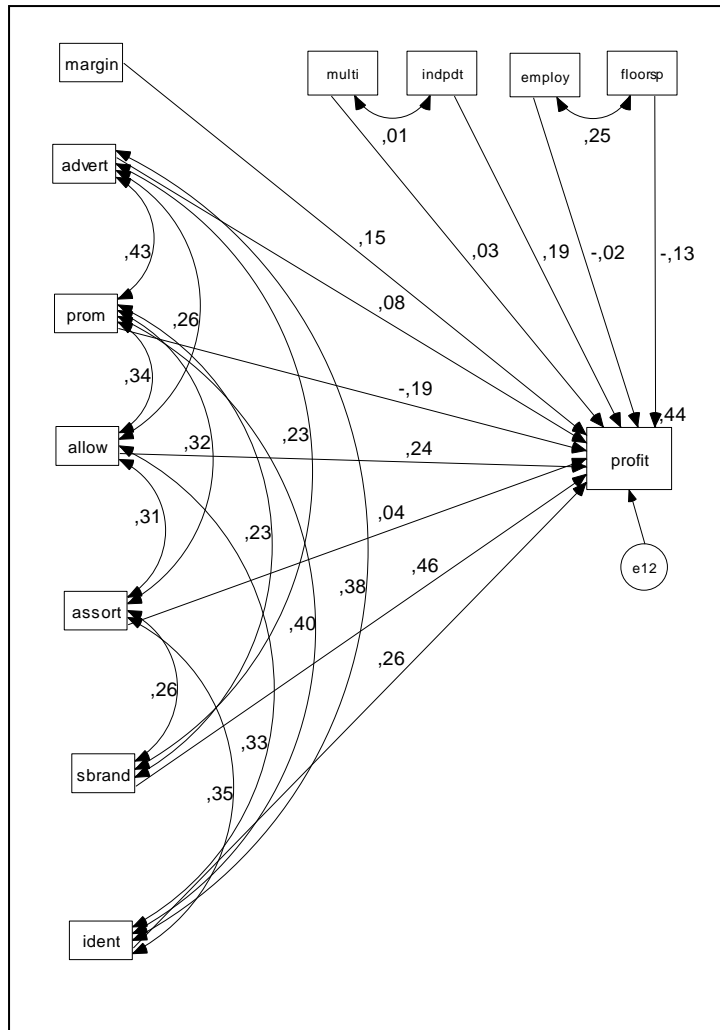 margin
multi
indpdt
employ
floorsp
,01
,25
advert
,43
,15
,03
,19
-,02
-,13
,08
prom
,26
,34
-,19
,44
allow
,32
,23
,24
profit
,31
,23
,04
,46
e12
assort
,38
,40
,26
,26
sbrand
,33
,35
ident